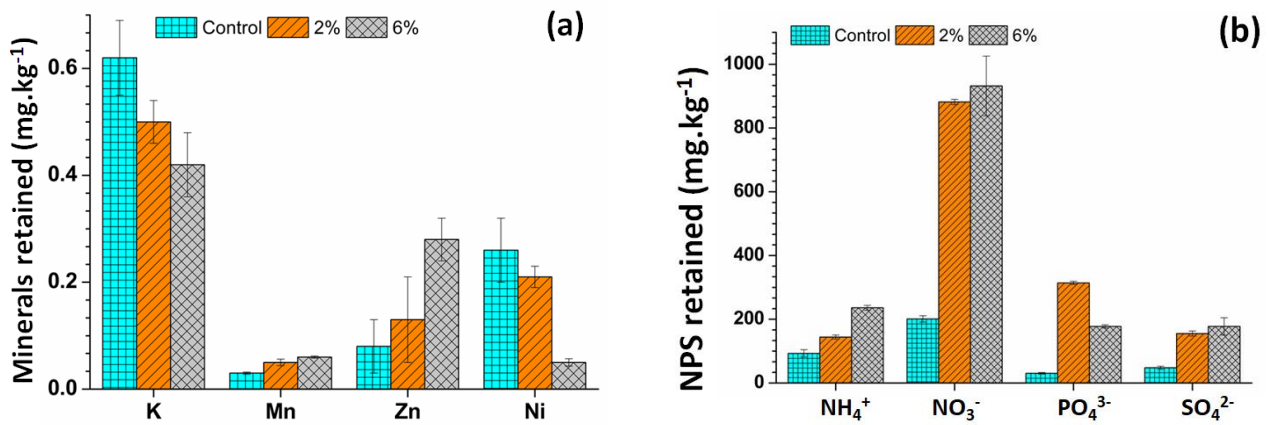 (a)
Control 2% 6%
Minerals retained (mg.kg⁻¹)
0.6
0.4
0.2
0.0
K Mn Zn Ni
(b)
Control 2% 6%
NPS retained (mg.kg⁻¹)
1000
800
600
400
200
0
NH₄⁺ NO₃⁻ PO₄³⁻ SO₄²⁻